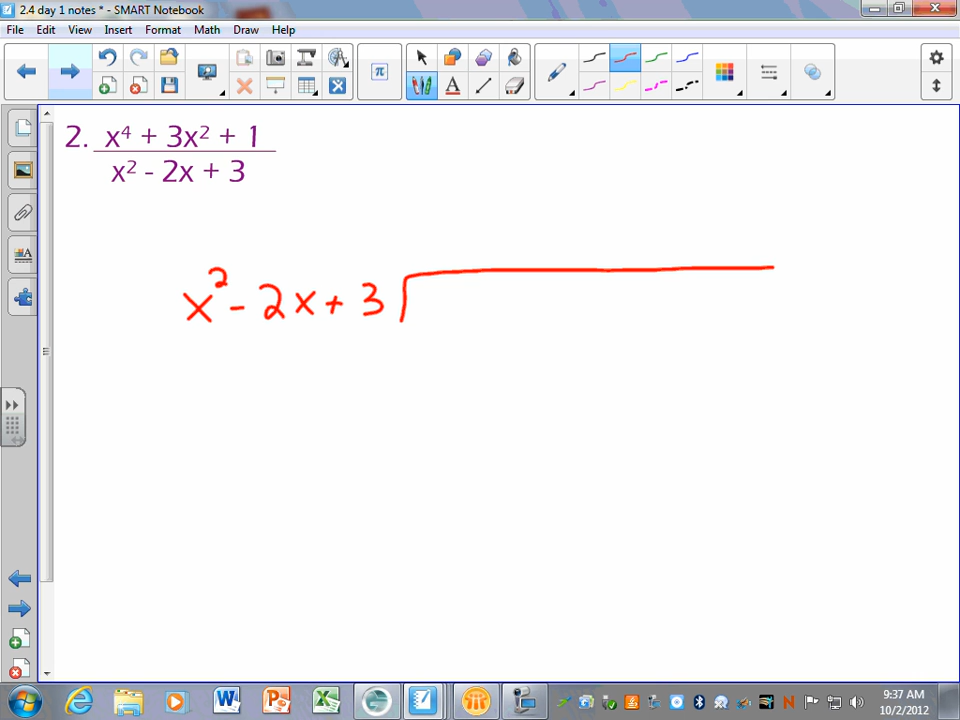 2.4 day 1 notes * - SMART Notebook
File Edit View Insert Format Math Draw Help
2. x⁴ + 3x² + 1
x² - 2x + 3
x² - 2x + 3
9:37 AM
10/2/2012